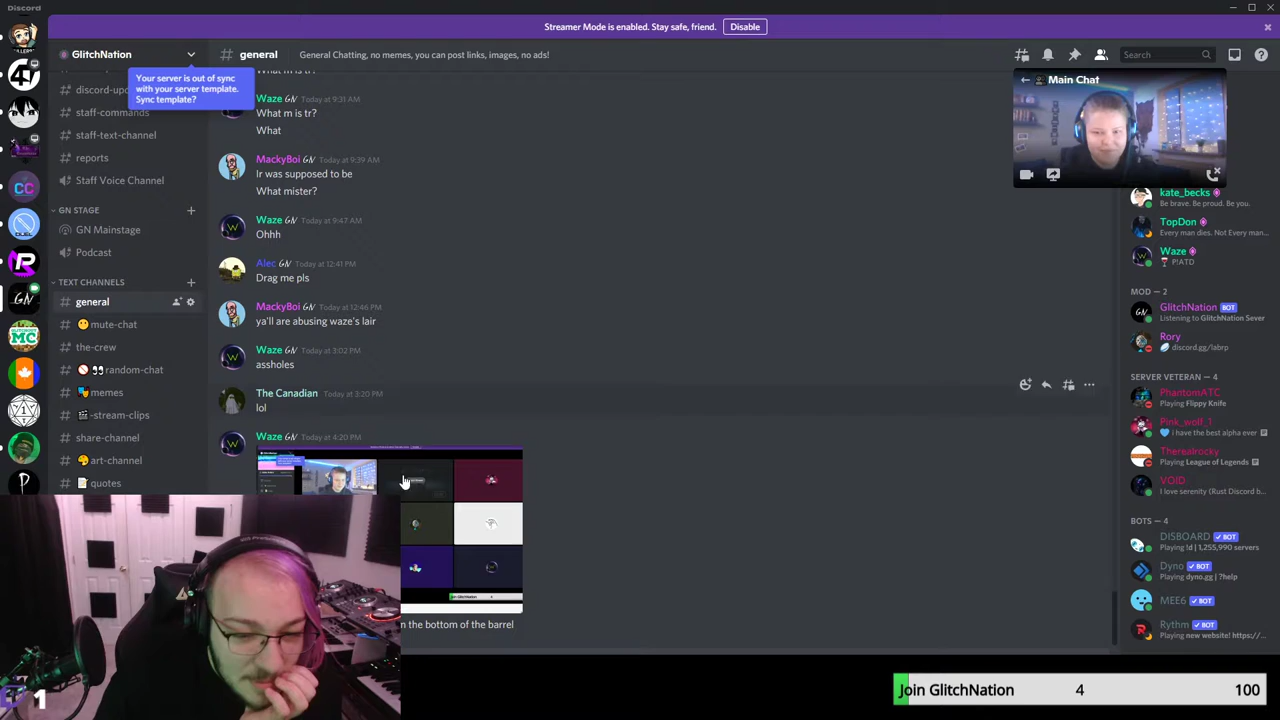 Discord
Streamer Mode is enabled. Stay safe, friend.
Disable
GlitchNation
# general
General Chatting, no memes, you can post links, images, no ads!
Search
Your server is out of sync
with your server template.
Sync template?
staff-commands
staff-text-channel
reports
Staff Voice Channel
GN STAGE
GN Mainstage
Podcast
TEXT CHANNELS
general
mute-chat
the-crew
random-chat
memes
-stream-clips
share-channel
art-channel
quotes
Waze GN Today at 9:31 AM
What m is tr?
What
MackyBoi GN Today at 9:39 AM
Ir was supposed to be
What mister?
Waze GN Today at 9:47 AM
Ohhh
Alec GN Today at 12:41 PM
Drag me pls
MackyBoi GN Today at 12:46 PM
ya'll are abusing waze's lair
Waze GN Today at 3:02 PM
assholes
The Canadian Today at 3:20 PM
lol
Waze GN Today at 4:20 PM
Join GlitchNation 4
n the bottom of the barrel
Main Chat
kate_becks
Be brave. Be proud. Be you.
TopDon
Every man dies. Not Every man...
Waze
P!ATD
MOD — 2
GlitchNation BOT
Listening to GlitchNation Sever
Rory
discord.gg/labrp
SERVER VETERAN — 4
PhantomATC
Playing Flippy Knife
Pink_wolf_1
i have the best alpha ever
Therealrocky
Playing League of Legends
VOID
I love serenity (Rust Discord b...
BOTS — 4
DISBOARD BOT
Playing !d | 1,255,990 servers
Dyno BOT
Playing dyno.gg | ?help
MEE6 BOT
Rythm BOT
Playing new website! https://...
1
Join GlitchNation 4 100